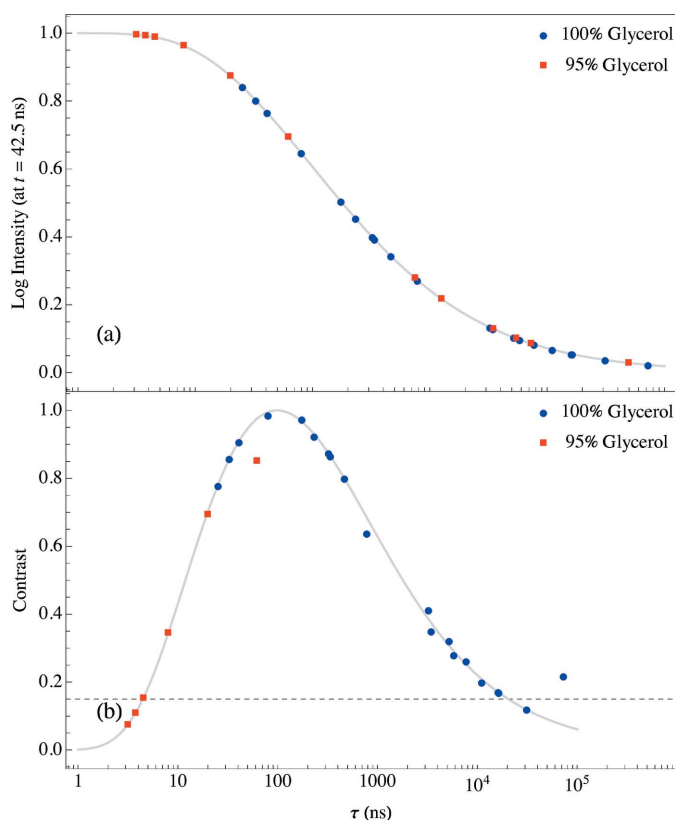 1.0
0.8
0.6
0.4
0.2
0.0
Log Intensity (at t = 42.5 ns)
100% Glycerol
95% Glycerol
(a)
1.0
0.8
0.6
0.4
0.2
0.0
Contrast
100% Glycerol
95% Glycerol
(b)
1 10 100 1000 10⁴ 10⁵
τ (ns)